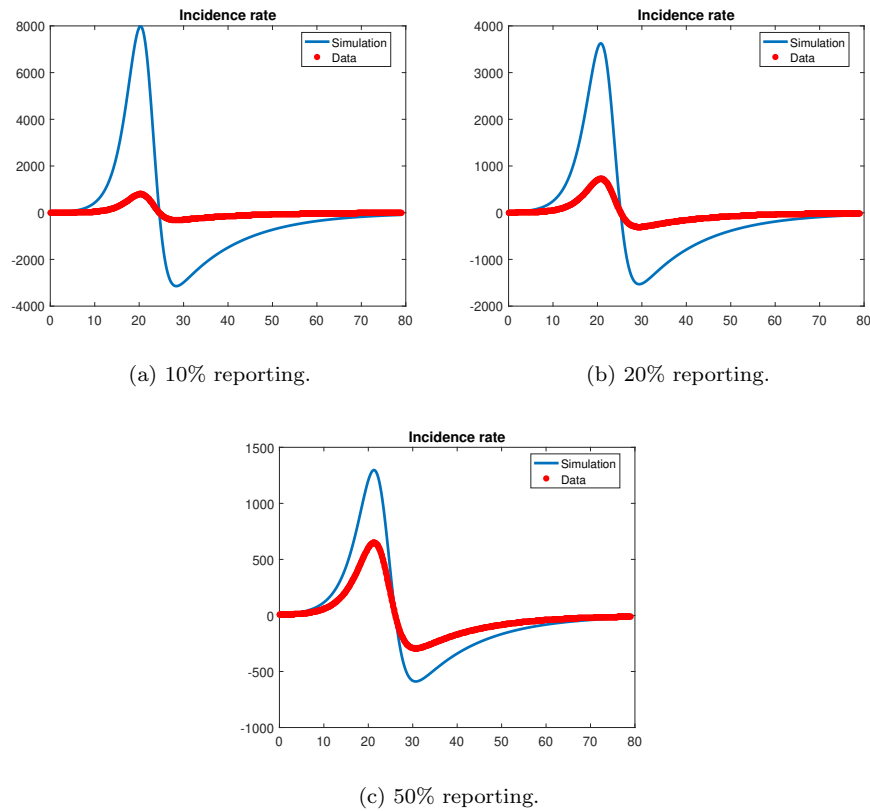 Incidence rate
8000
6000
4000
2000
0
-2000
-4000
0 10 20 30 40 50 60 70 80
Simulation
Data
(a) 10% reporting.
Incidence rate
4000
3000
2000
1000
0
-1000
-2000
0 10 20 30 40 50 60 70 80
Simulation
Data
(b) 20% reporting.
Incidence rate
1500
1000
500
0
-500
-1000
0 10 20 30 40 50 60 70 80
Simulation
Data
(c) 50% reporting.